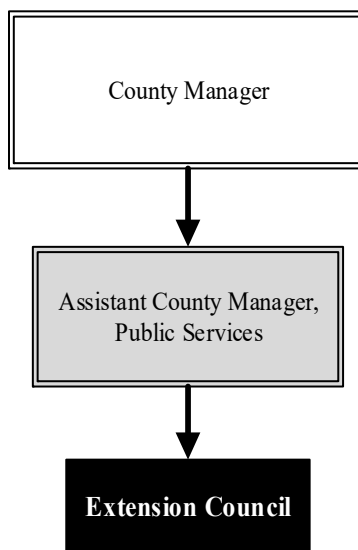 County Manager
Assistant County Manager,
Public Services
Extension Council